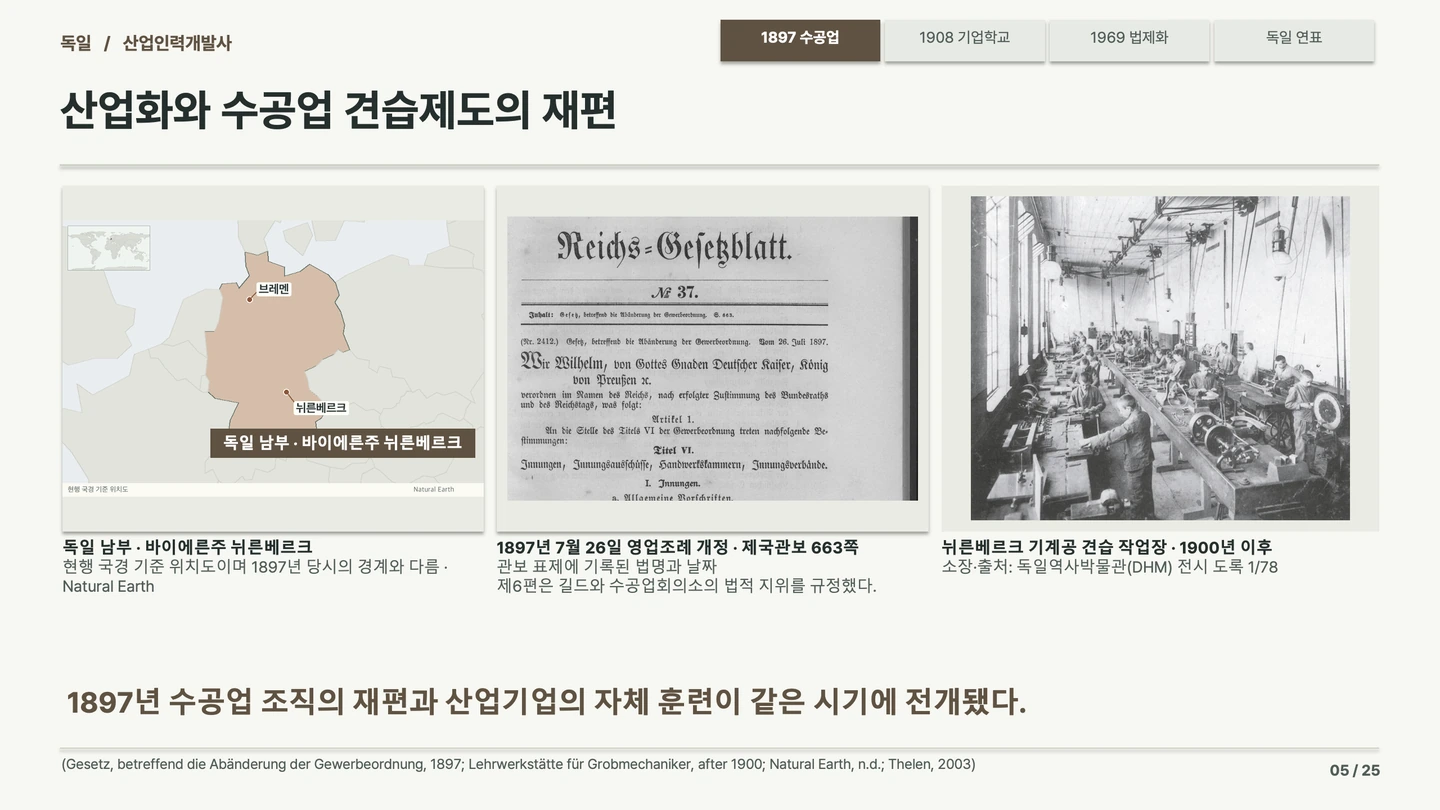 독일 / 산업인력개발사
1897 수공업
1908 기업학교
1969 법제화
독일 연표
산업화와 수공업 견습제도의 재편
브레멘
뉘른베르크
독일 남부 · 바이에른주 뉘른베르크
현행 국경 기준 위치도
Natural Earth
Reichs-Gesetzblatt.
№ 37.
Inhalt: Gesetz, betreffend die Abänderung der Gewerbeordnung. S. 663.
(Nr. 2412.) Gesetz, betreffend die Abänderung der Gewerbeordnung. Vom 26. Juli 1897.
Wir Wilhelm, von Gottes Gnaden Deutscher Kaiser, König
von Preußen ꝛc.
verordnen im Namen des Reichs, nach erfolgter Zustimmung des Bundesraths
und des Reichstags, was folgt:
Artikel 1.
An die Stelle des Titels VI der Gewerbeordnung treten nachfolgende Be-
stimmungen:
Titel VI.
Innungen, Innungsausschüsse, Handwerkskammern, Innungsverbände.
I. Innungen.
a. Allgemeine Vorschriften.
독일 남부 · 바이에른주 뉘른베르크
현행 국경 기준 위치도이며 1897년 당시의 경계와 다름 ·
Natural Earth
1897년 7월 26일 영업조례 개정 · 제국관보 663쪽
관보 표제에 기록된 법명과 날짜
제6편은 길드와 수공업회의소의 법적 지위를 규정했다.
뉘른베르크 기계공 견습 작업장 · 1900년 이후
소장·출처: 독일역사박물관(DHM) 전시 도록 1/78
1897년 수공업 조직의 재편과 산업기업의 자체 훈련이 같은 시기에 전개됐다.
(Gesetz, betreffend die Abänderung der Gewerbeordnung, 1897; Lehrwerkstätte für Grobmechaniker, after 1900; Natural Earth, n.d.; Thelen, 2003)
05 / 25